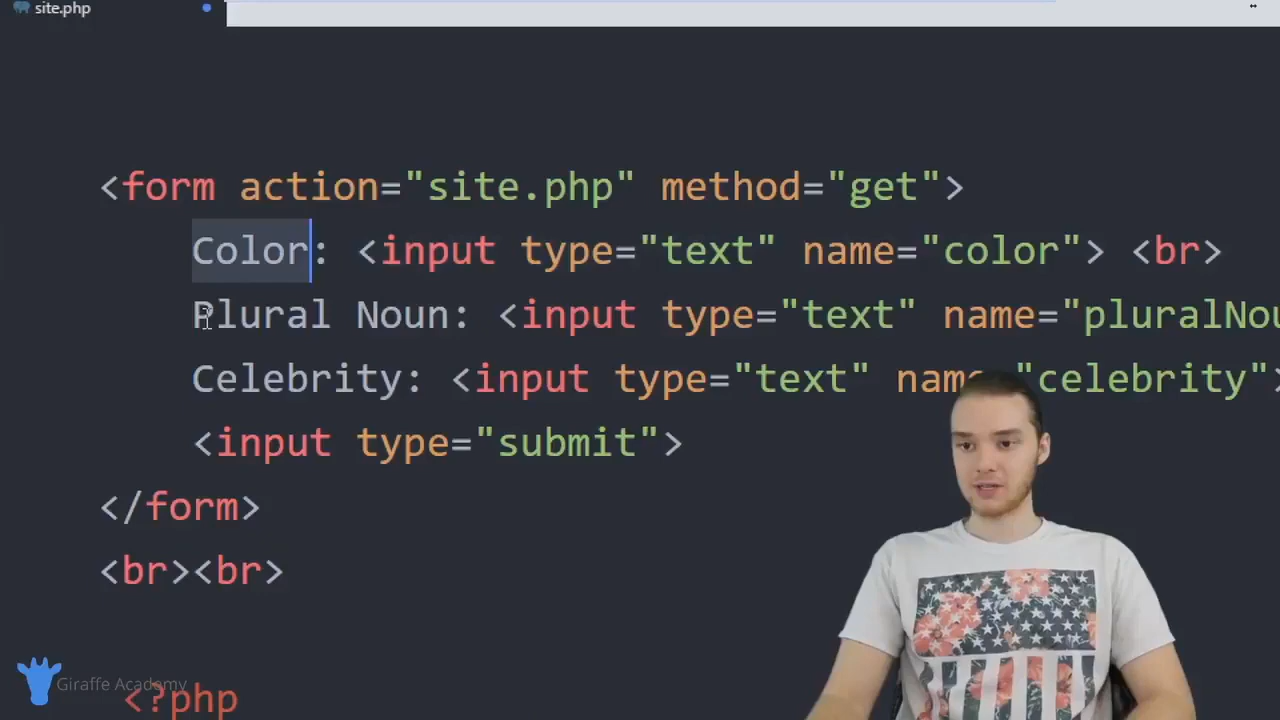 site.php
<form action="site.php" method="get">
Color: <input type="text" name="color"> <br>
Plural Noun: <input type="text" name="pluralNou
Celebrity: <input type="text" name="celebrity">
<input type="submit">
</form>
<br><br>
Giraffe Academy
<?php